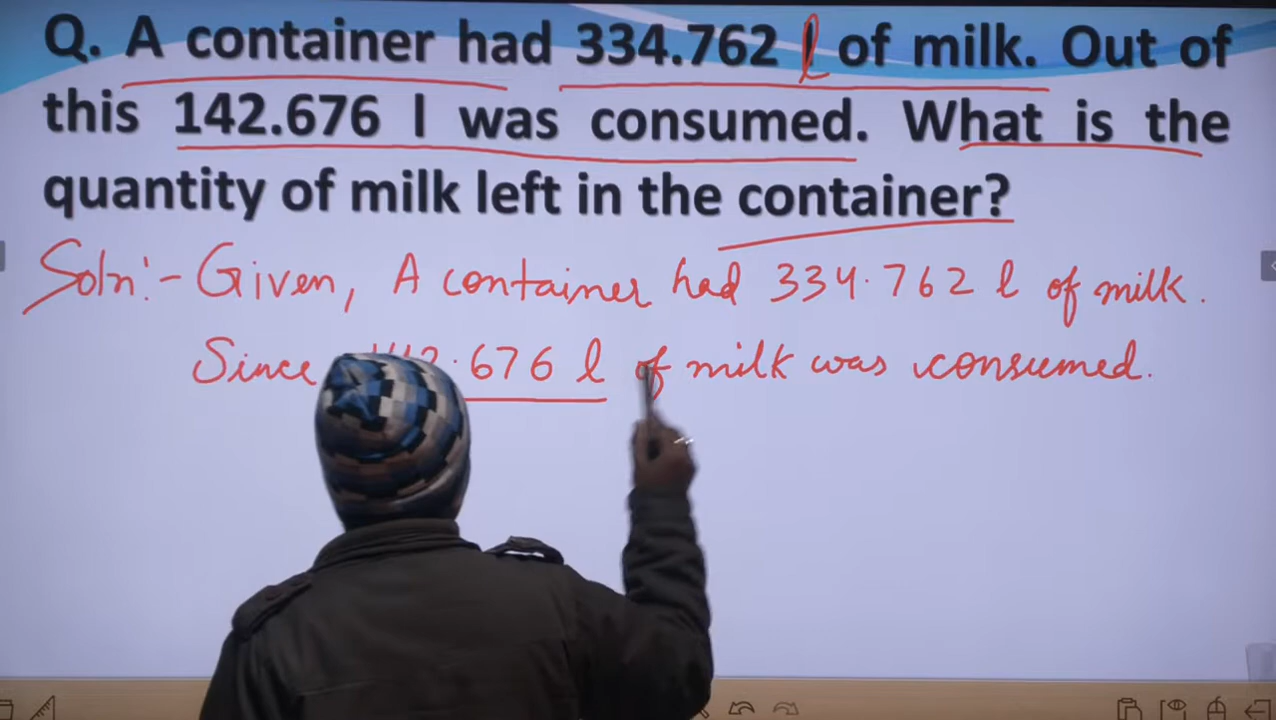 Q. A container had 334.762 l of milk. Out of
this 142.676 l was consumed. What is the
quantity of milk left in the container?
Soln:- Given, A container had 334.762 l of milk.
Since .676 l of milk was consumed.